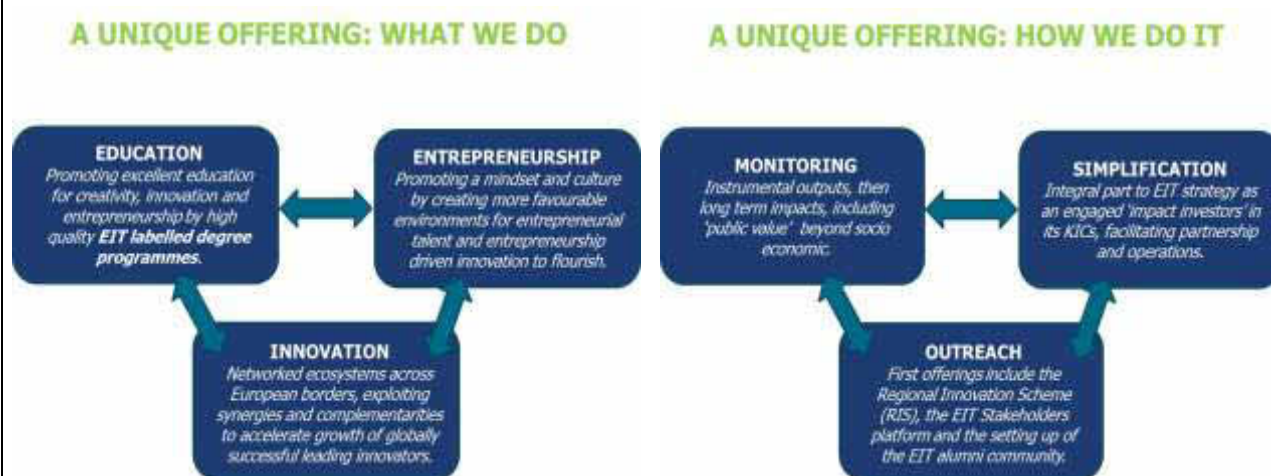 A UNIQUE OFFERING: WHAT WE DO
EDUCATION
Promoting excellent education
for creativity, innovation and
entrepreneurship by high
quality EIT labelled degree
programmes.
ENTREPRENEURSHIP
Promoting a mindset and culture
by creating more favourable
environments for entrepreneurial
talent and entrepreneurship
driven innovation to flourish.
INNOVATION
Networked ecosystems across
European borders, exploiting
synergies and complementarities
to accelerate growth of globally
successful leading innovators.
A UNIQUE OFFERING: HOW WE DO IT
MONITORING
Instrumental outputs, then
long term impacts, including
'public value' beyond socio
economic.
SIMPLIFICATION
Integral part to EIT strategy as
an engaged 'impact investors' in
its KICs, facilitating partnership
and operations.
OUTREACH
First offerings include the
Regional Innovation Scheme
(RIS), the EIT Stakeholders
platform and the setting up of
the EIT alumni community.